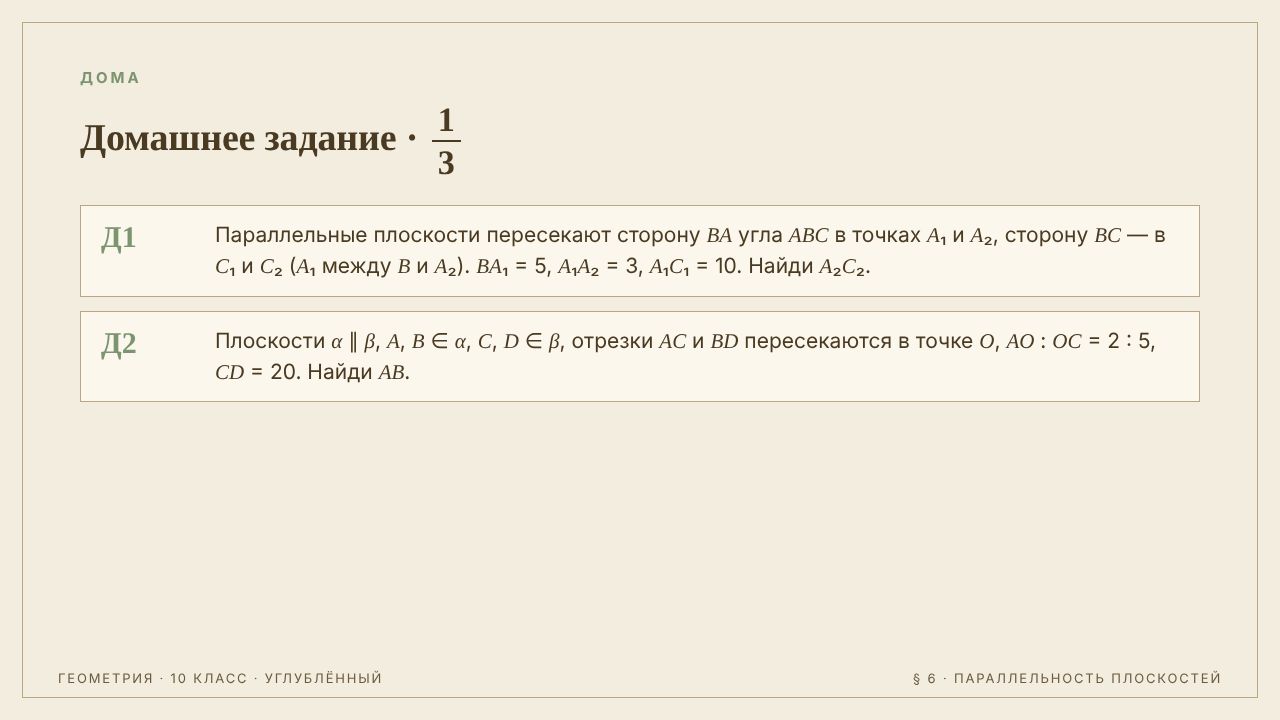 ДОМА
Домашнее задание · 1/3
Д1
Параллельные плоскости пересекают сторону BA угла ABC в точках A₁ и A₂, сторону BC — в
C₁ и C₂ (A₁ между B и A₂). BA₁ = 5, A₁A₂ = 3, A₁C₁ = 10. Найди A₂C₂.
Д2
Плоскости α ∥ β, A, B ∈ α, C, D ∈ β, отрезки AC и BD пересекаются в точке O, AO : OC = 2 : 5,
CD = 20. Найди AB.
ГЕОМЕТРИЯ · 10 КЛАСС · УГЛУБЛЁННЫЙ
§ 6 · ПАРАЛЛЕЛЬНОСТЬ ПЛОСКОСТЕЙ